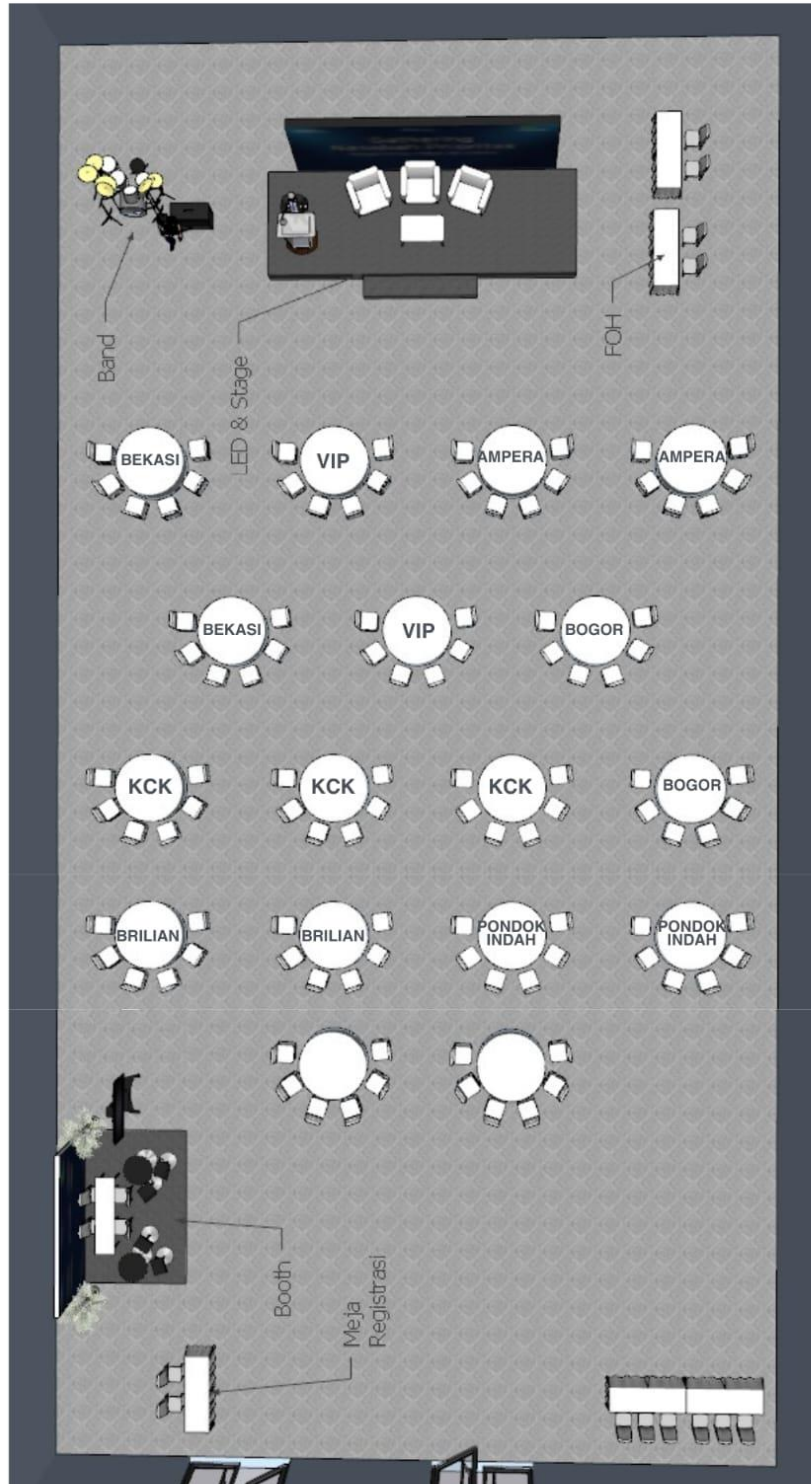 Band
LED & Stage
FOH
BEKASI
VIP
AMPERA
AMPERA
BEKASI
VIP
BOGOR
KCK
KCK
KCK
BOGOR
BRILIAN
BRILIAN
PONDOK
INDAH
PONDOK
INDAH
Booth
Meja
Registrasi